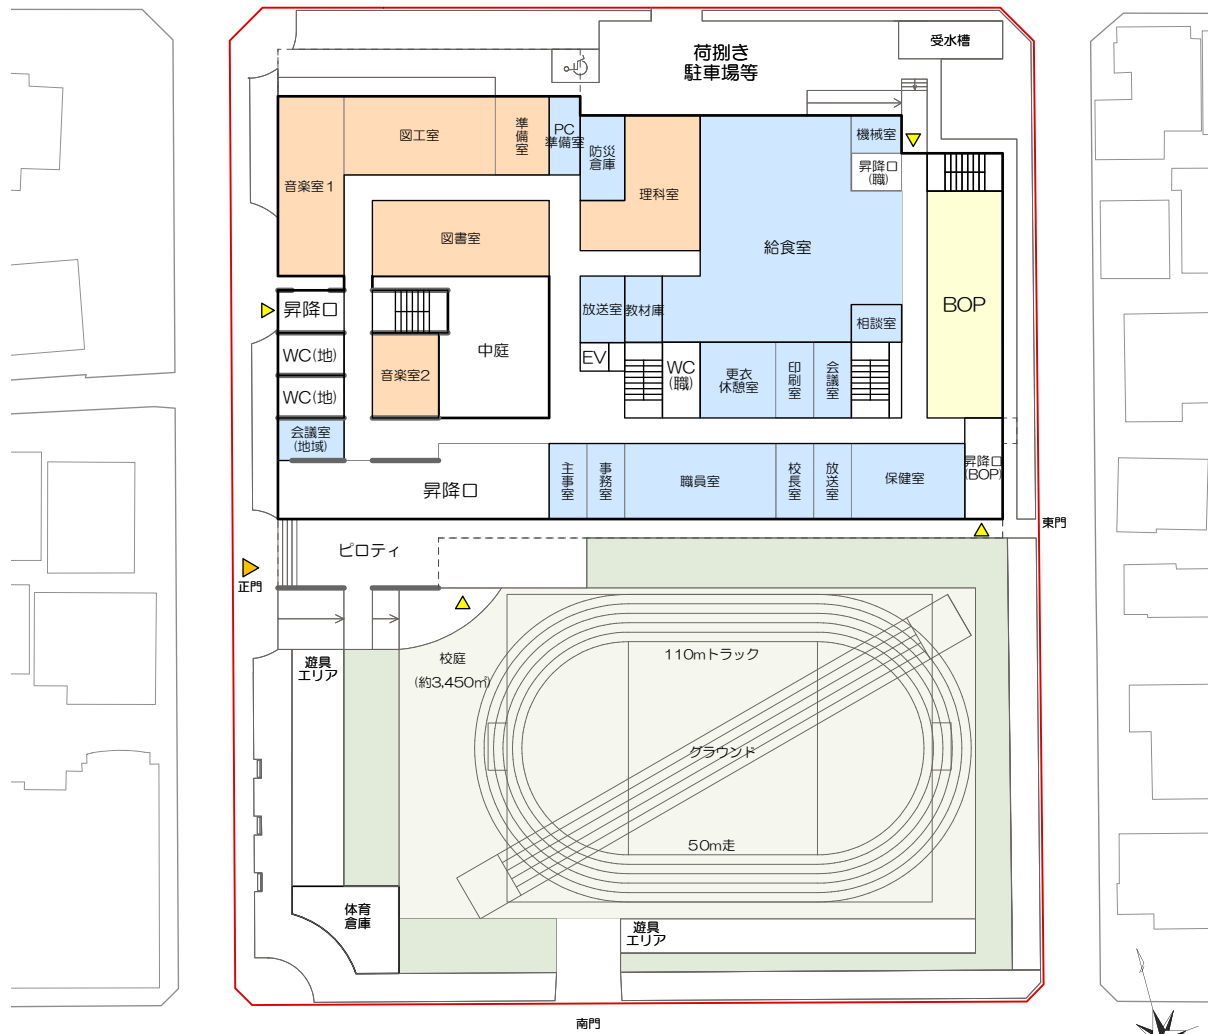 受水槽
荷捌き
駐車場等
図工室
準備室
PC
準備室
防災
倉庫
機械室
昇降口
(職)
音楽室1
理科室
図書室
給食室
BOP
昇降口
放送室
教材庫
相談室
中庭
WC(地)
EV
WC
(職)
更衣
休憩室
印刷室
会議室
音楽室2
WC(地)
会議室
(地域)
主事室
事務室
職員室
校長室
放送室
保健室
昇降口
(BOP)
昇降口
東門
ピロティ
正門
遊具
エリア
校庭
(約3,450㎡)
110mトラック
グラウンド
50m走
体育
倉庫
遊具
エリア
南門